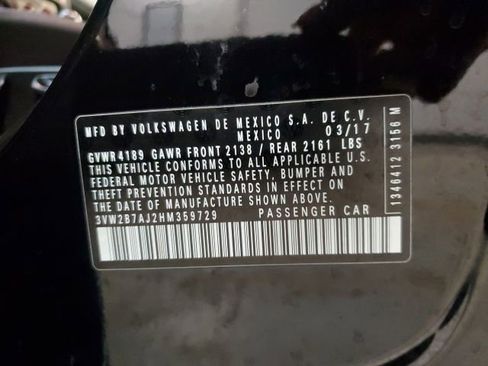 MFD BY VOLKSWAGEN DE MEXICO S.A. DE C.V.
MEXICO 03/17
GVWR 4189 GAWR FRONT 2138 / REAR 2161 LBS
THIS VEHICLE CONFORMS TO ALL APPLICABLE
FEDERAL MOTOR VEHICLE SAFETY, BUMPER AND
THEFT PREVENTION STANDARDS IN EFFECT ON
THE DATE OF MANUFACTURE SHOWN ABOVE.
3VW2B7AJ2HM359729 PASSENGER CAR
1346412 3156 M